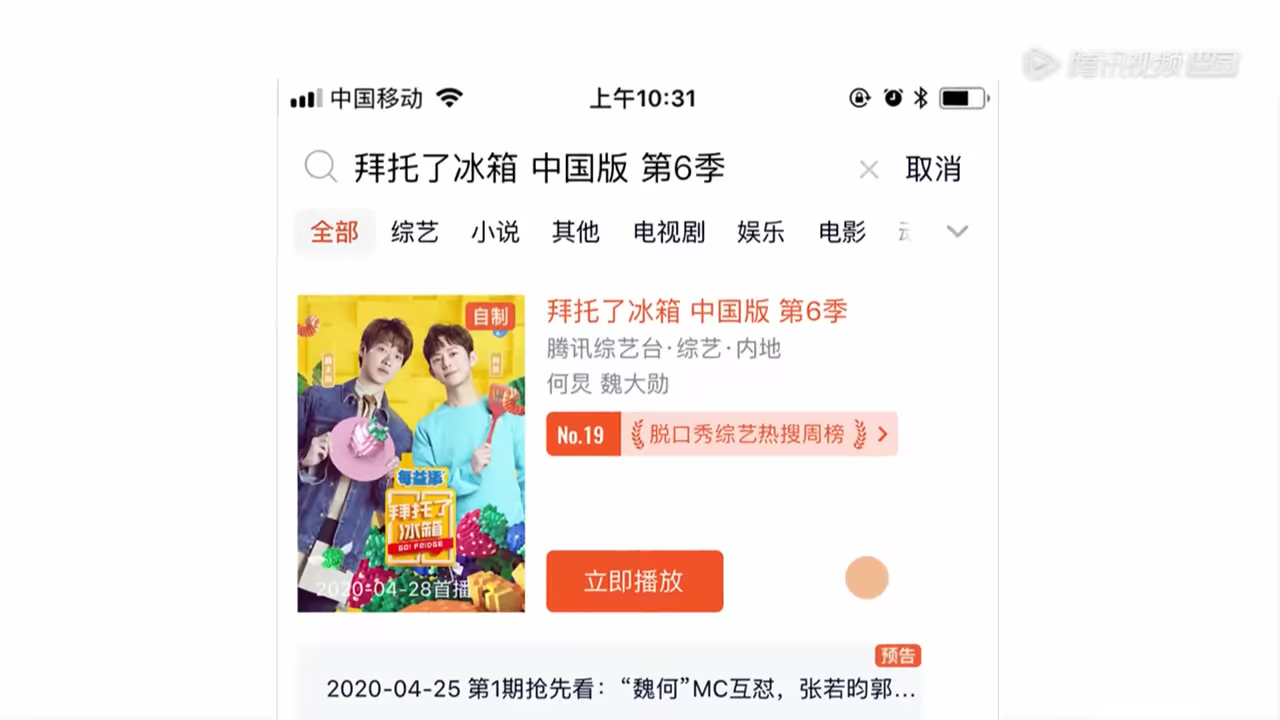 腾讯视频
中国移动
上午10:31
拜托了冰箱 中国版 第6季
取消
全部 综艺 小说 其他 电视剧 娱乐 电影
自制
拜托了冰箱 中国版 第6季
腾讯综艺台·综艺·内地
何炅 魏大勋
No.19 脱口秀综艺热搜周榜
每益添
拜托了
冰箱
GO! FRIDGE
2020-04-28首播
立即播放
预告
2020-04-25 第1期抢先看：“魏何”MC互怼，张若昀郭...